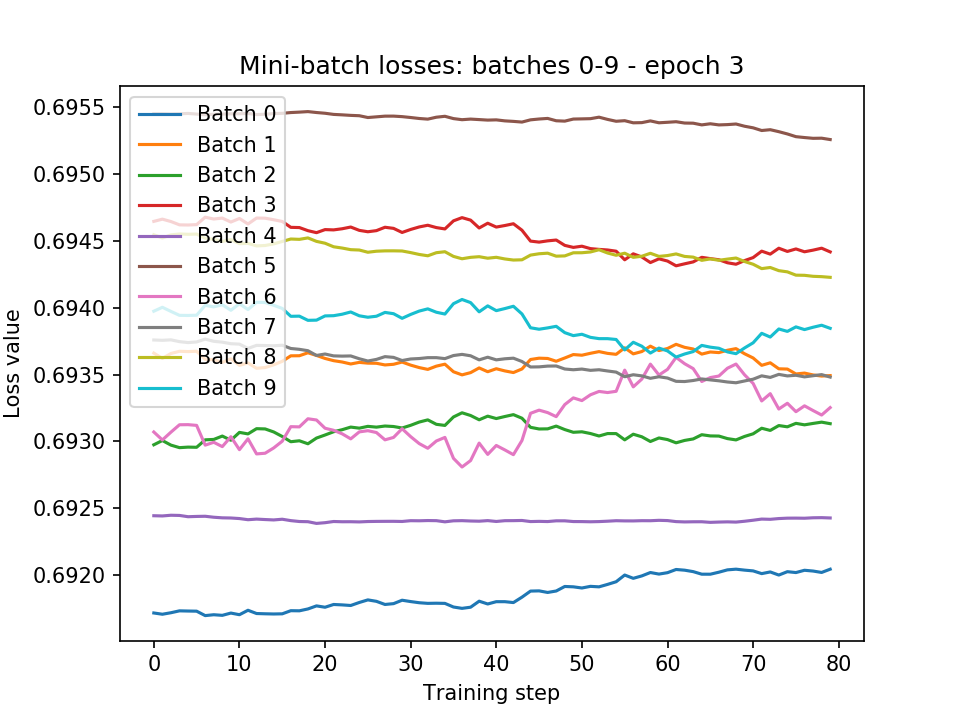 Mini-batch losses: batches 0-9 - epoch 3
0.6955
0.6950
0.6945
0.6940
0.6935
0.6930
0.6925
0.6920
Loss value
Batch 0
Batch 1
Batch 2
Batch 3
Batch 4
Batch 5
Batch 6
Batch 7
Batch 8
Batch 9
0 10 20 30 40 50 60 70 80
Training step